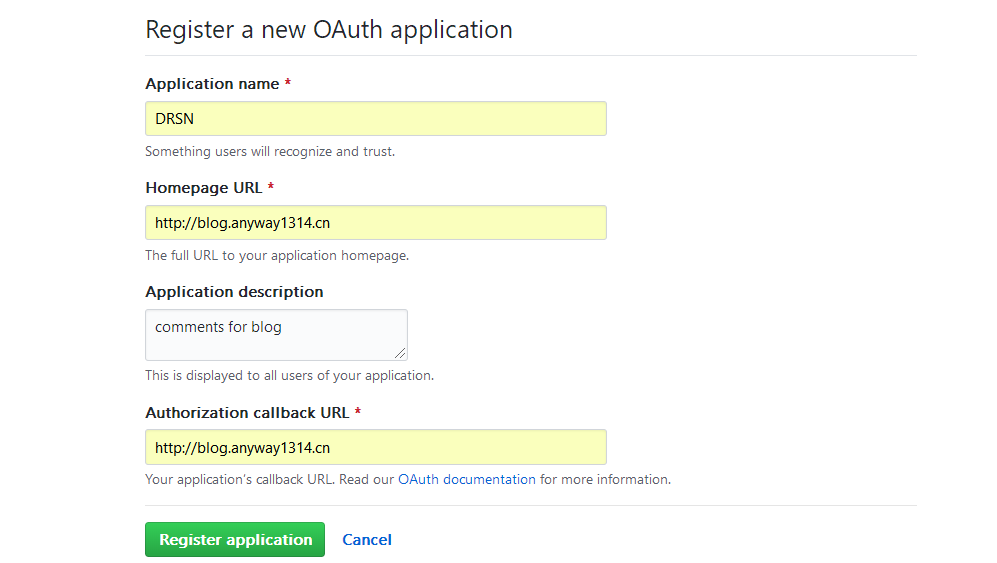 Register a new OAuth application
Application name *
DRSN
Something users will recognize and trust.
Homepage URL *
http://blog.anyway1314.cn
The full URL to your application homepage.
Application description
comments for blog
This is displayed to all users of your application.
Authorization callback URL *
http://blog.anyway1314.cn
Your application's callback URL. Read our OAuth documentation for more information.
Register application Cancel